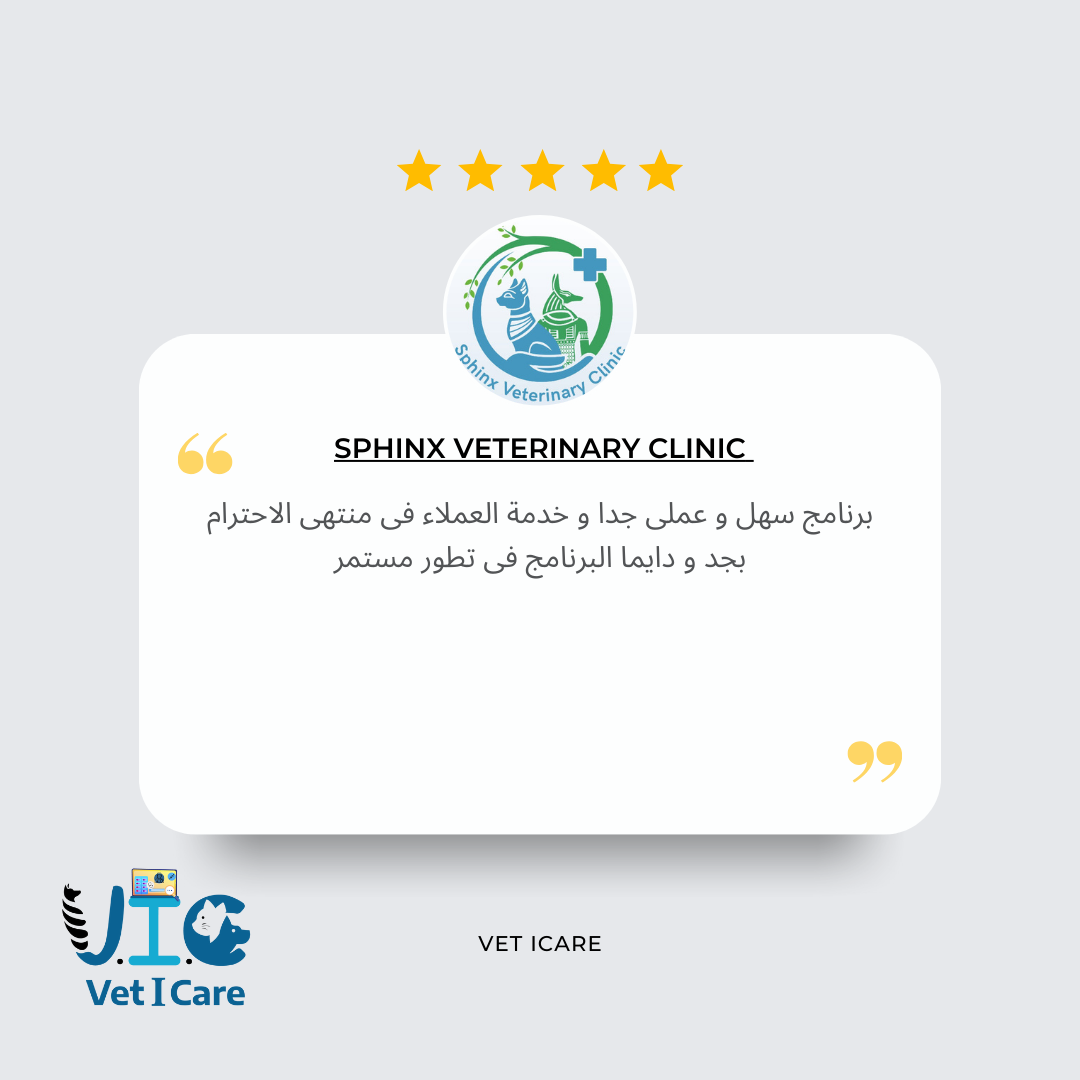 Sphinx Veterinary Clinic
SPHINX VETERINARY CLINIC
برنامج سهل و عملى جدا و خدمة العملاء فى منتهى الاحترام
بجد و دايما البرنامج فى تطور مستمر
V.I.C
Vet I Care
VET ICARE